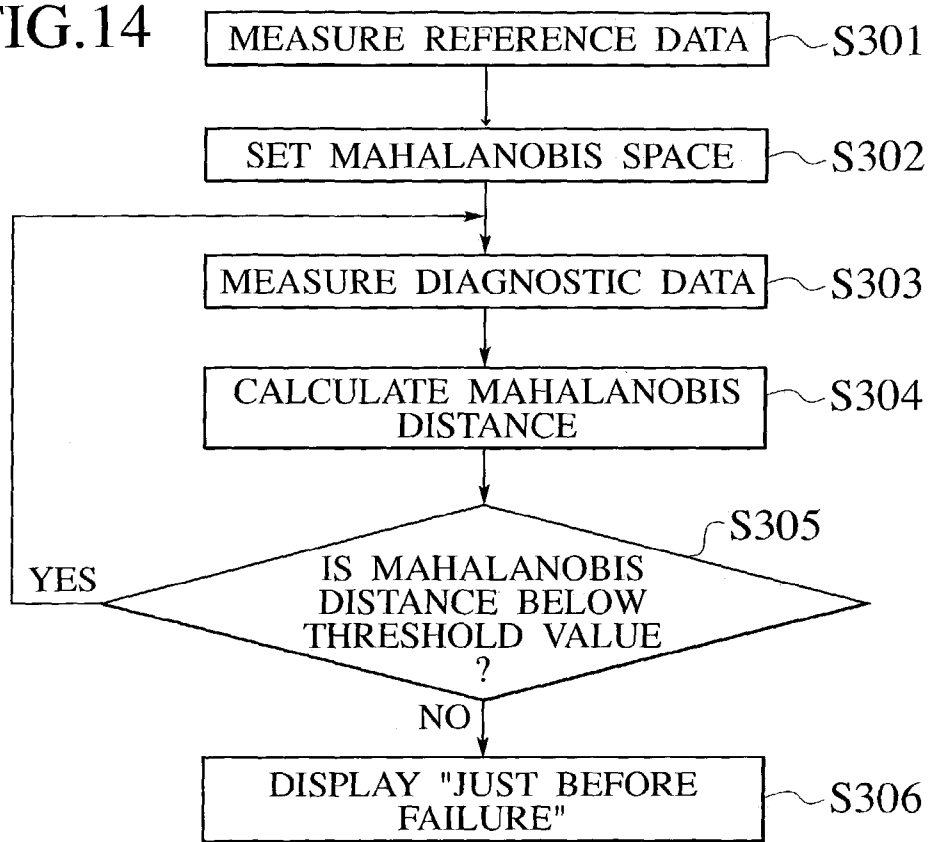 FIG.14
MEASURE REFERENCE DATA
S301
SET MAHALANOBIS SPACE
S302
MEASURE DIAGNOSTIC DATA
S303
CALCULATE MAHALANOBIS
DISTANCE
S304
S305
YES
IS MAHALANOBIS
DISTANCE BELOW
THRESHOLD VALUE
?
NO
DISPLAY "JUST BEFORE
FAILURE"
S306